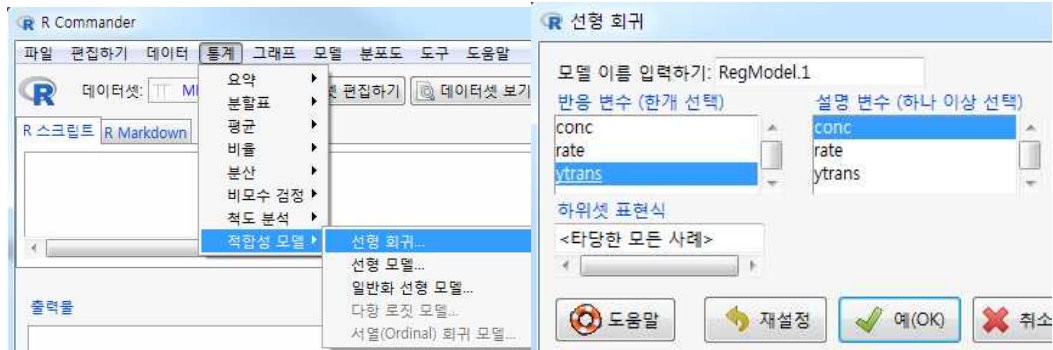 R Commander
파일 편집하기 데이터 통계 그래프 모델 분포도 도구 도움말
데이터셋:
편집하기
데이터셋 보기
R 스크립트 R Markdown
요약
분할표
평균
비율
분산
비모수 검정
척도 분석
적합성 모델
선형 회귀...
선형 모델...
일반화 선형 모델...
다항 로짓 모델...
서열(Ordinal) 회귀 모델...
출력물
선형 회귀
모델 이름 입력하기: RegModel.1
반응 변수 (한개 선택)
conc
rate
ytrans
설명 변수 (하나 이상 선택)
conc
rate
ytrans
하위셋 표현식
<타당한 모든 사례>
도움말 재설정 예(OK) 취소